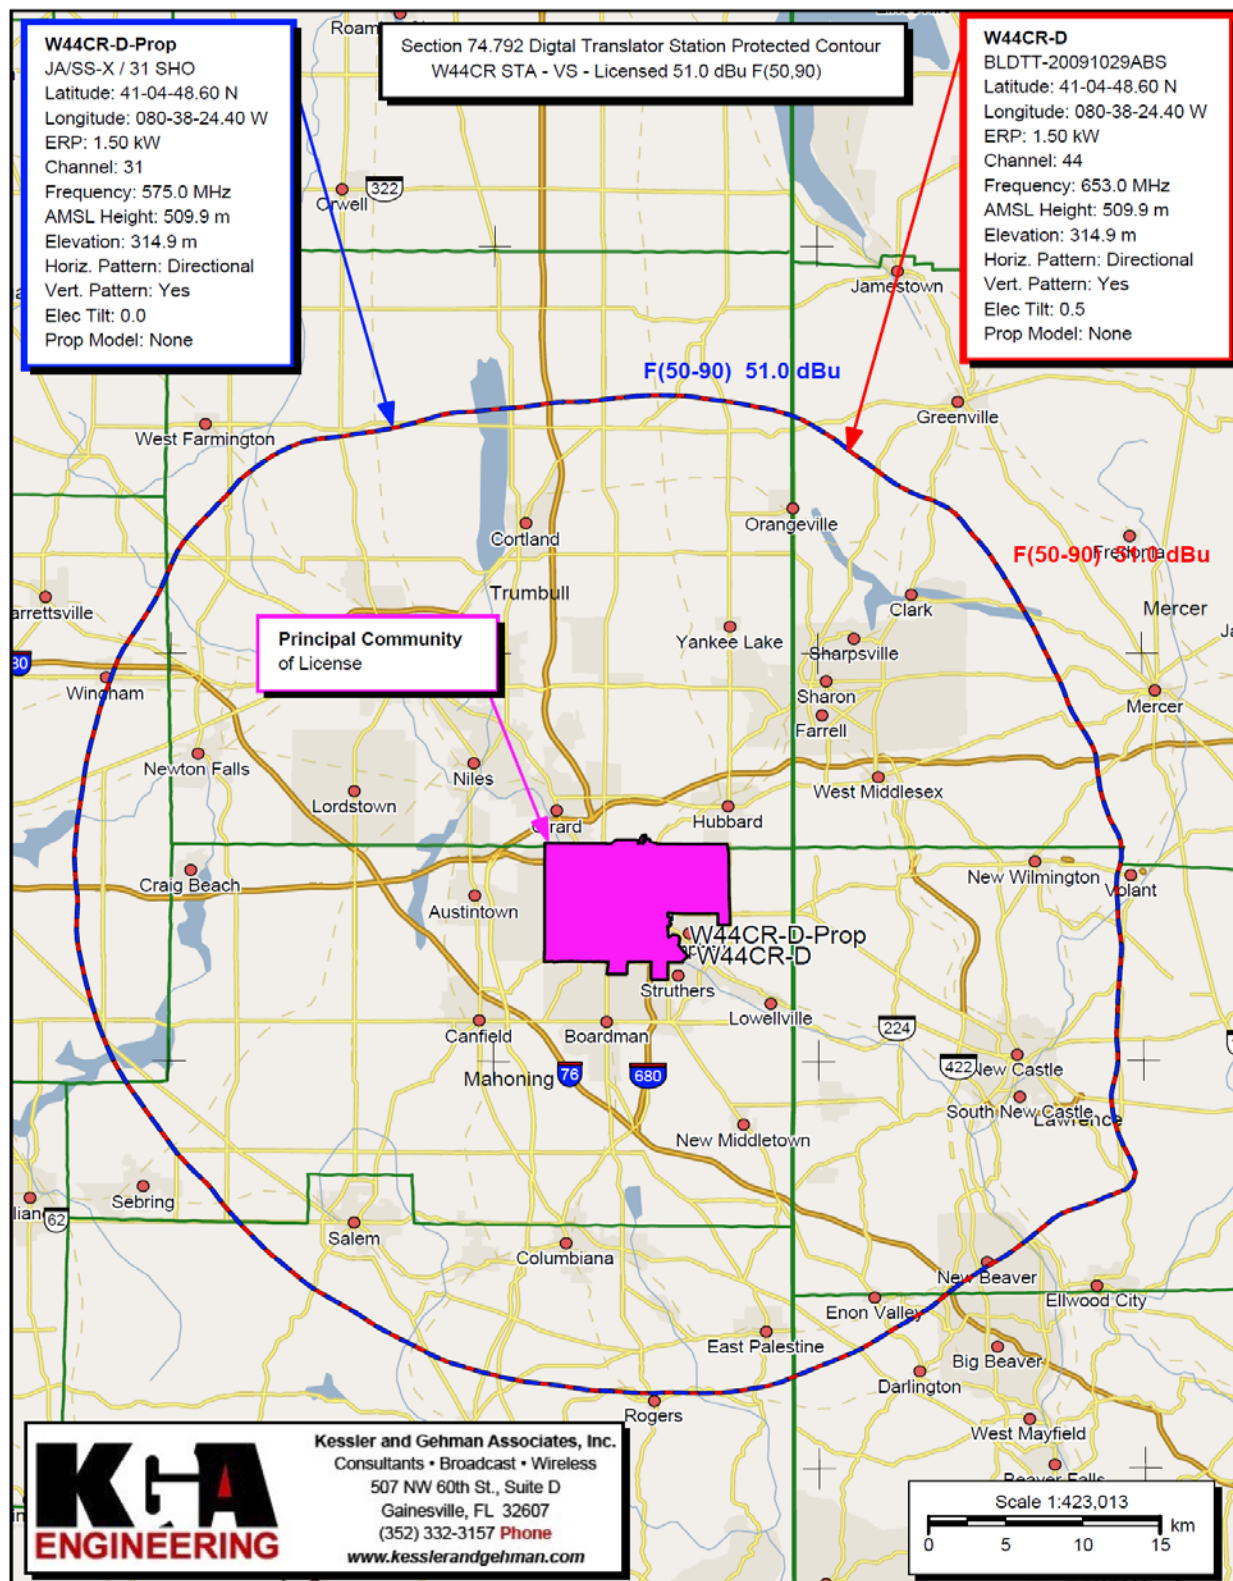 W44CR-D-Prop
JA/SS-X / 31 SHO
Latitude: 41-04-48.60 N
Longitude: 080-38-24.40 W
ERP: 1.50 kW
Channel: 31
Frequency: 575.0 MHz
AMSL Height: 509.9 m
Elevation: 314.9 m
Horiz. Pattern: Directional
Vert. Pattern: Yes
Elec Tilt: 0.0
Prop Model: None
Section 74.792 Digtal Translator Station Protected Contour
W44CR STA - VS - Licensed 51.0 dBu F(50,90)
W44CR-D
BLDTT-20091029ABS
Latitude: 41-04-48.60 N
Longitude: 080-38-24.40 W
ERP: 1.50 kW
Channel: 44
Frequency: 653.0 MHz
AMSL Height: 509.9 m
Elevation: 314.9 m
Horiz. Pattern: Directional
Vert. Pattern: Yes
Elec Tilt: 0.5
Prop Model: None
322
Orwell
Jamestown
F(50-90) 51.0 dBu
Greenville
West Farmington
Orangeville
Cortland
F(50-90) 51.0 dBu
Fredonia
Trumbull
Clark
Mercer
Principal Community
of License
Yankee Lake
Sharpsville
Windham
Sharon
Mercer
Farrell
Newton Falls
Niles
Lordstown
West Middlesex
Girard
Hubbard
Craig Beach
New Wilmington
Volant
Austintown
W44CR-D-Prop
W44CR-D
Struthers
Lowellville
Canfield
Boardman
224
Mahoning
76
680
422
New Castle
South New Castle
Lawrence
New Middletown
Sebring
62
Salem
Columbiana
New Beaver
Ellwood City
Enon Valley
East Palestine
Big Beaver
Darlington
Rogers
West Mayfield
Beaver Falls
KGA
ENGINEERING
Kessler and Gehman Associates, Inc.
Consultants • Broadcast • Wireless
507 NW 60th St., Suite D
Gainesville, FL 32607
(352) 332-3157 Phone
www.kesslerandgehman.com
Scale 1:423,013
km
0 5 10 15